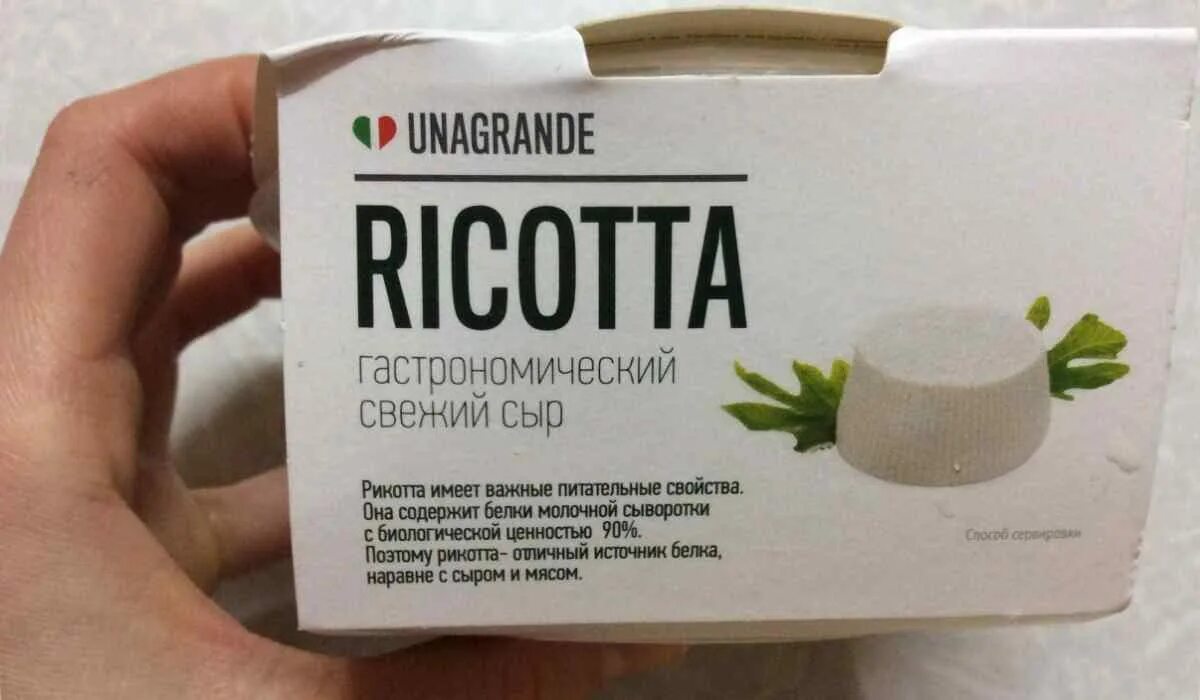 UNAGRANDE
RICOTTA
гастрономический
свежий сыр
Рикотта имеет важные питательные свойства.
Она содержит белки молочной сыворотки
с биологической ценностью 90%.
Поэтому рикотта- отличный источник белка,
наравне с сыром и мясом.
Способ сервировки